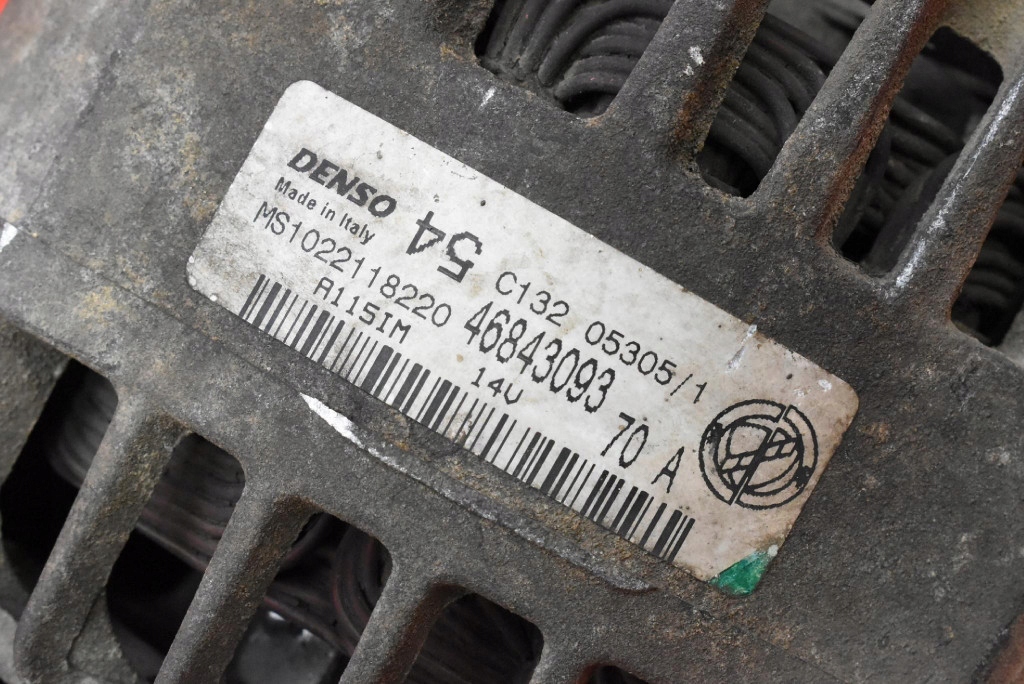 DENSO
Made in Italy
54
C132 05305/1
MS1022118220 46843093 70 A
A115IM 14V